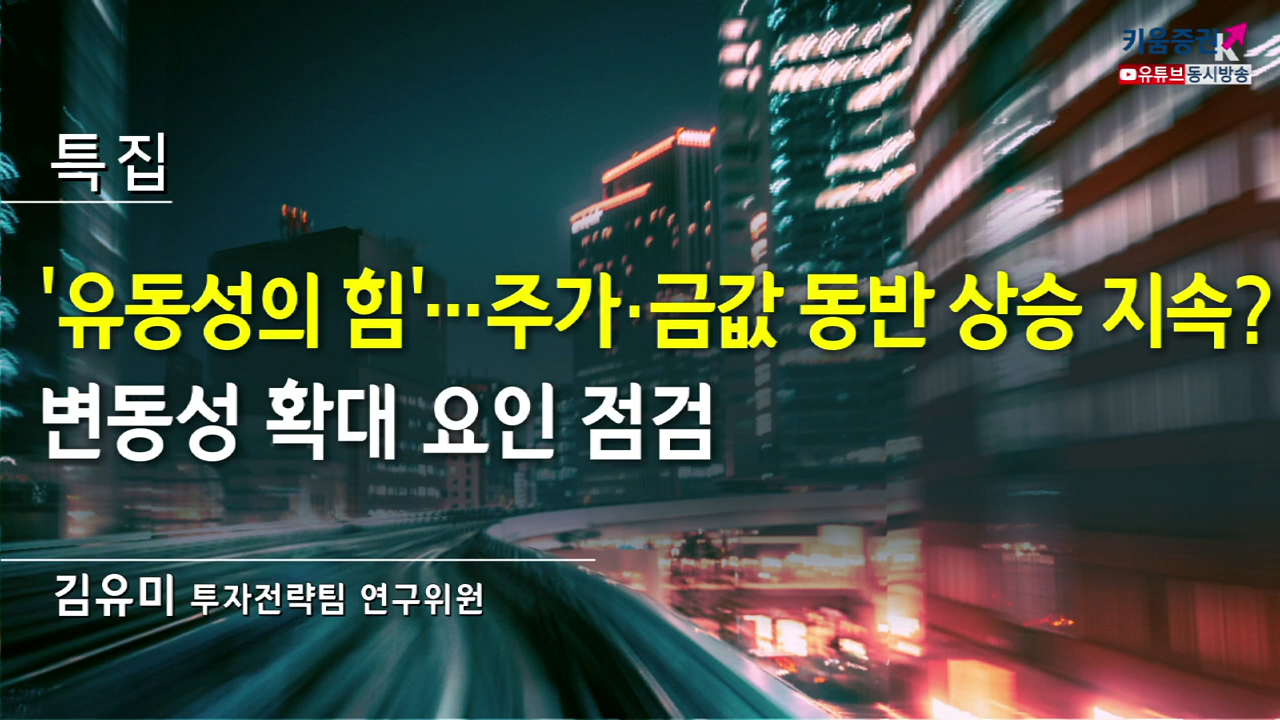 키움증권
유튜브 동시방송
특집
'유동성의 힘'…주가·금값 동반 상승 지속?
변동성 확대 요인 점검
김유미 투자전략팀 연구위원